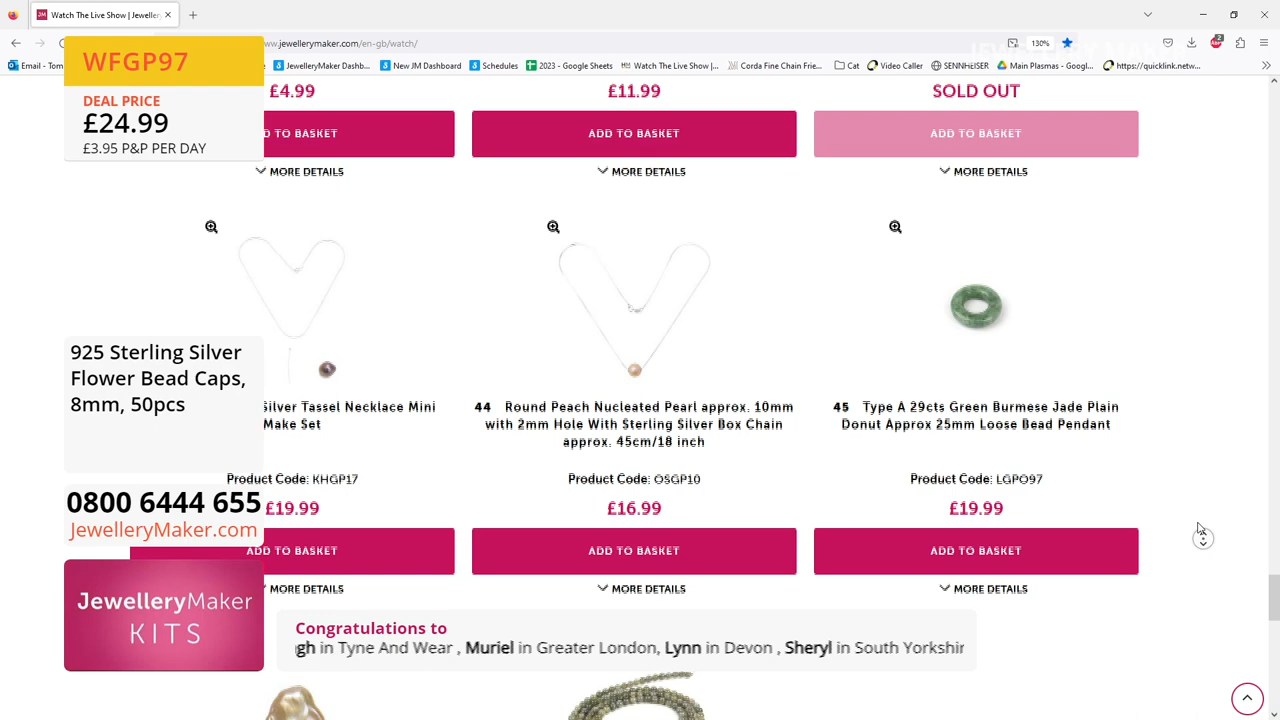 Watch The Live Show | Jeweller
ww.jewellerymaker.com/en-gb/watch/
130%
Email - Tom
JewelleryMaker Dashb...
New JM Dashboard
Schedules
2023 - Google Sheets
Watch The Live Show |...
Corda Fine Chain Frie...
Cat
Video Caller
SENNHEISER
Main Plasmas - Googl...
https://quicklink.netw...
WFGP97
DEAL PRICE
£24.99
£3.95 P&P PER DAY
£4.99
£11.99
SOLD OUT
D TO BASKET
ADD TO BASKET
ADD TO BASKET
MORE DETAILS
MORE DETAILS
MORE DETAILS
925 Sterling Silver
Flower Bead Caps,
8mm, 50pcs
Silver Tassel Necklace Mini
Make Set
44 Round Peach Nucleated Pearl approx. 10mm
with 2mm Hole With Sterling Silver Box Chain
approx. 45cm/18 inch
45 Type A 29cts Green Burmese Jade Plain
Donut Approx 25mm Loose Bead Pendant
Product Code: KHGP17
Product Code: OSGP10
Product Code: LGPO97
0800 6444 655
JewelleryMaker.com
£19.99
£16.99
£19.99
ADD TO BASKET
ADD TO BASKET
ADD TO BASKET
MORE DETAILS
MORE DETAILS
MORE DETAILS
JewelleryMaker
KITS
Congratulations to
gh in Tyne And Wear , Muriel in Greater London, Lynn in Devon , Sheryl in South Yorkshir